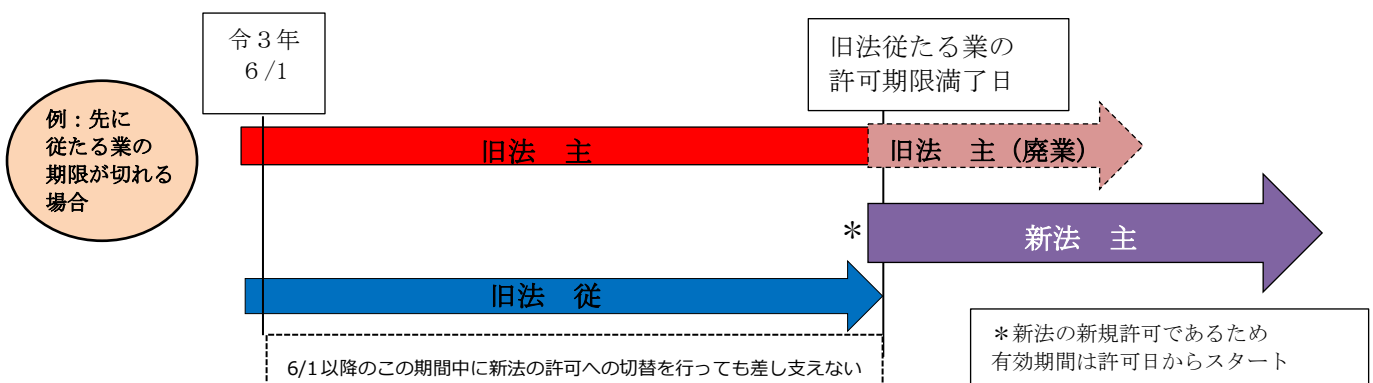 令３年
６/１
旧法従たる業の
許可期限満了日
例：先に
従たる業の
期限が切れる
場合
旧法　主
旧法　主（廃業）
＊
新法　主
旧法　従
6/1以降のこの期間中に新法の許可への切替を行っても差し支えない
＊新法の新規許可であるため
有効期間は許可日からスタート